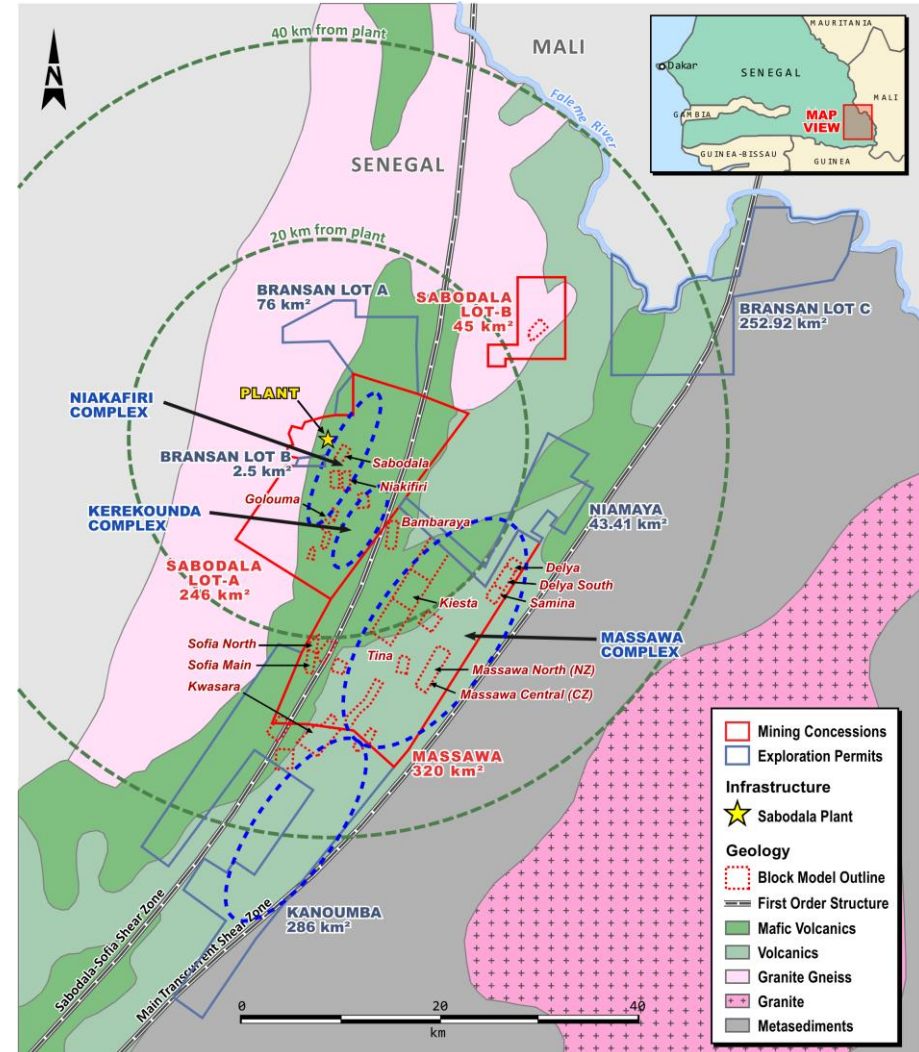 40 km from plant
MALI
N
Faleme River
SENEGAL
20 km from plant
MAURITANIA
Dakar
SENEGAL
MALI
GAMBIA
MAP
VIEW
GUINEA-BISSAU
GUINEA
BRANSAN LOT A
76 km²
SABODALA
LOT-B
45 km²
BRANSAN LOT C
252.92 km²
NIAKAFIRI
COMPLEX
PLANT
BRANSAN LOT B
2.5 km²
Sabodala
Niakifiri
Golouma
KEREKOUNDA
COMPLEX
Bambaraya
NIAMAYA
43.41 km²
SABODALA
LOT-A
246 km²
Delya
Delya South
Samina
Kiesta
MASSAWA
COMPLEX
Sofia North
Sofia Main
Tina
Kwasara
Massawa North (NZ)
Massawa Central (CZ)
MASSAWA
320 km²
KANOUMBA
286 km²
Sabodala-Sofia Shear Zone
Main Transcurrent Shear Zone
0
20
40
km
Mining Concessions
Exploration Permits
Infrastructure
Sabodala Plant
Geology
Block Model Outline
First Order Structure
Mafic Volcanics
Volcanics
Granite Gneiss
Granite
Metasediments